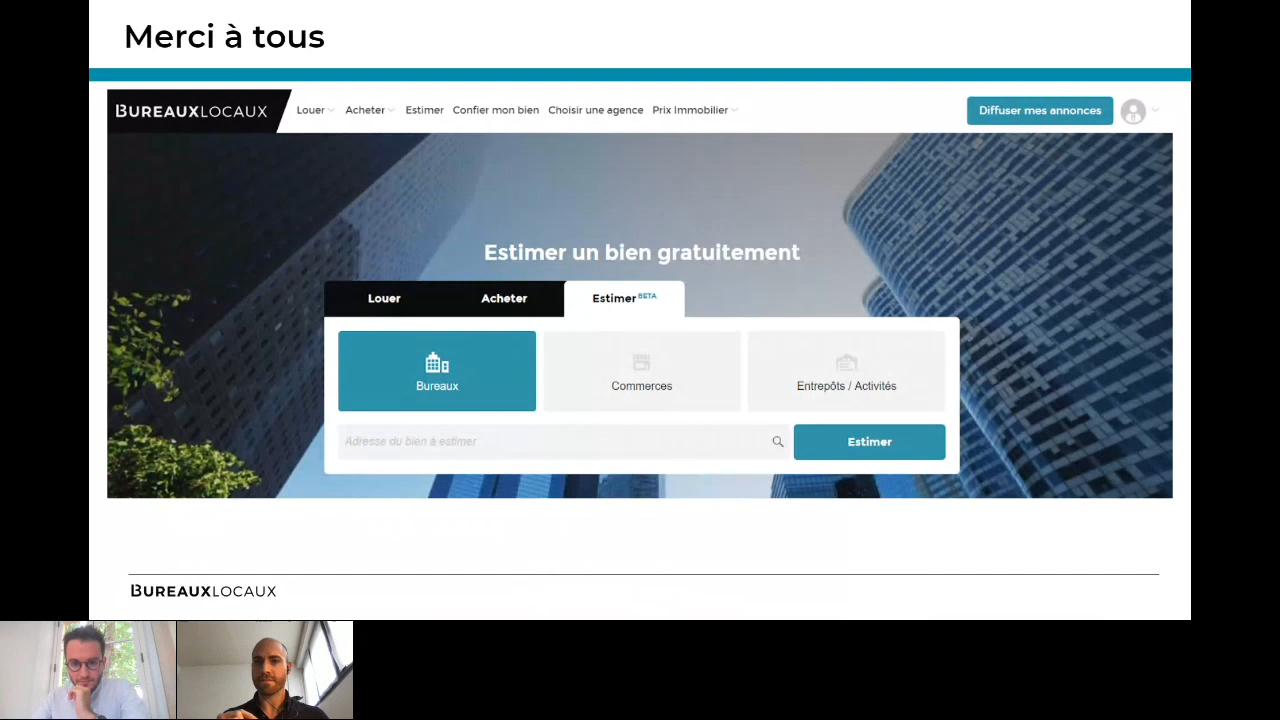 Merci à tous
BUREAUXLOCAUX Louer Acheter Estimer Confier mon bien Choisir une agence Prix Immobilier Diffuser mes annonces
Estimer un bien gratuitement
Louer Acheter Estimer BETA
Bureaux Commerces Entrepôts / Activités
Adresse du bien à estimer Estimer
BUREAUXLOCAUX